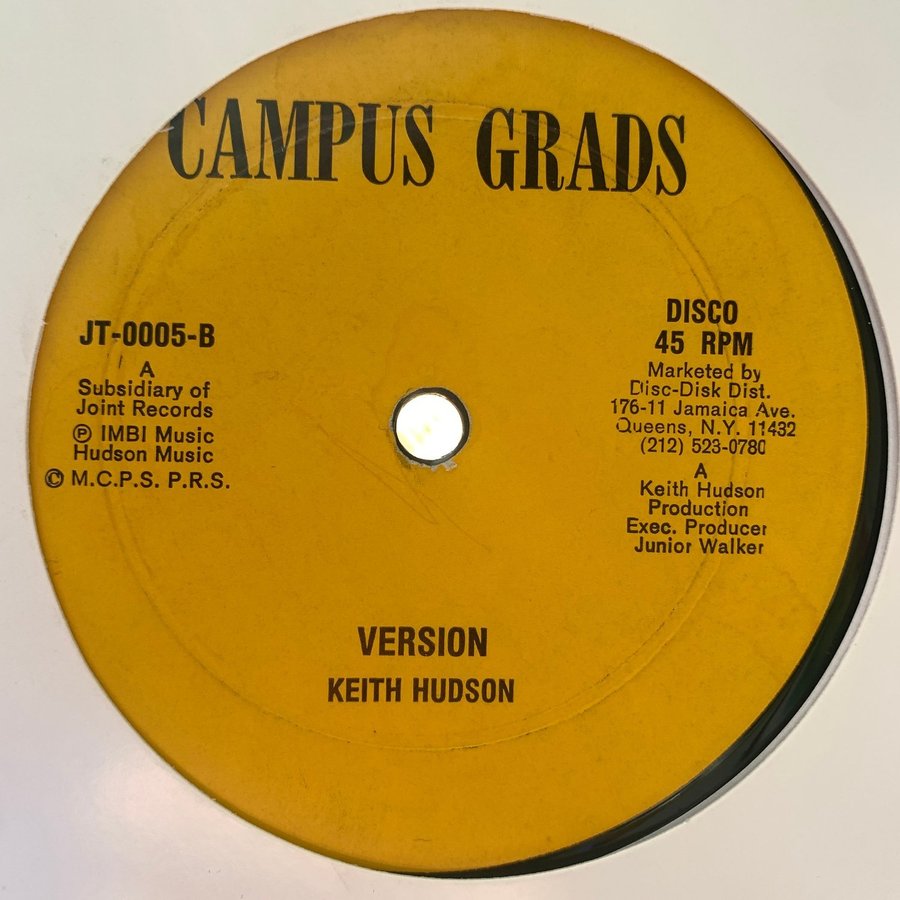 CAMPUS GRADS
JT-0005-B
A
Subsidiary of
Joint Records
℗ IMBI Music
Hudson Music
© M.C.P.S. P.R.S.
DISCO
45 RPM
Marketed by
Disc-Disk Dist.
176-11 Jamaica Ave.
Queens, N.Y. 11432
(212) 523-0780
A
Keith Hudson
Production
Exec. Producer
Junior Walker
VERSION
KEITH HUDSON